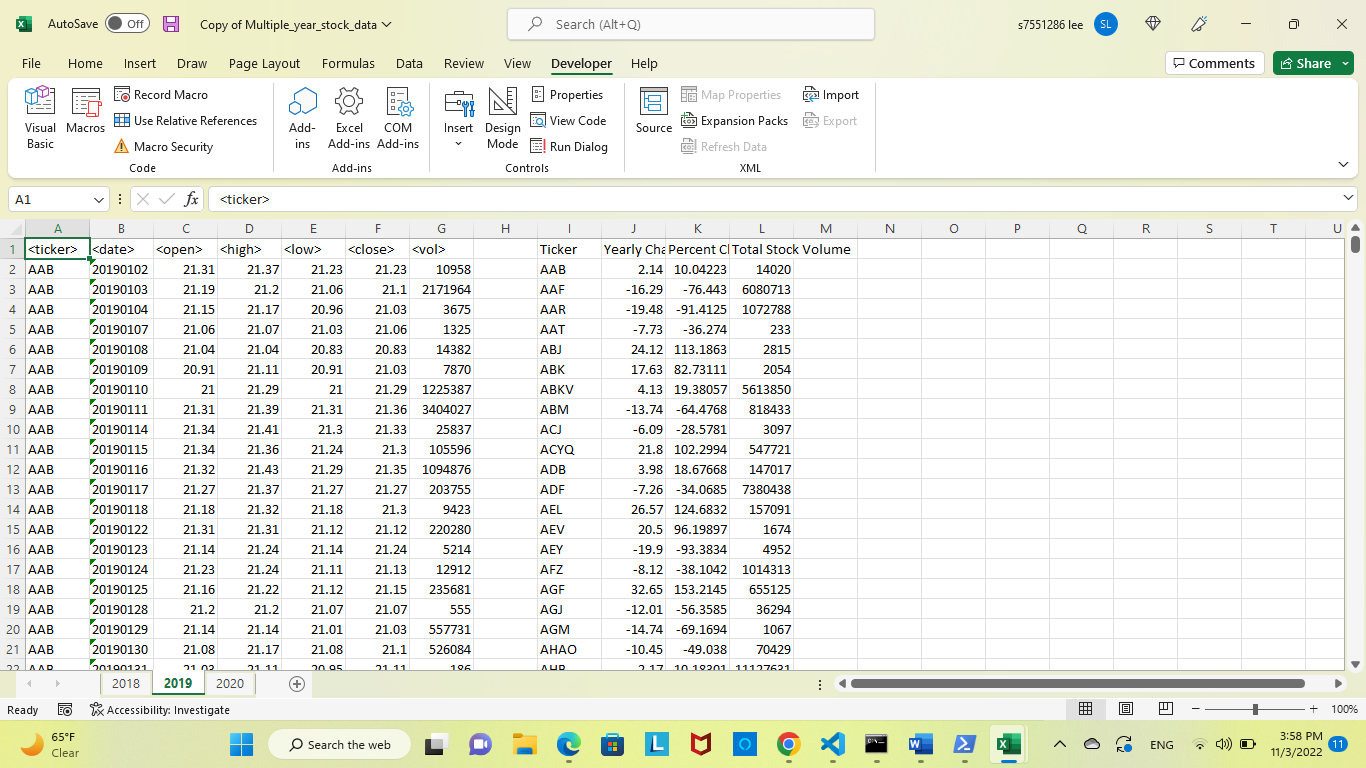 AutoSave Off Copy of Multiple_year_stock_data Search (Alt+Q) s7551286 lee SL
File Home Insert Draw Page Layout Formulas Data Review View Developer Help Comments Share
Visual Basic Macros Record Macro Use Relative References Macro Security Code
Add-ins Excel Add-ins COM Add-ins Add-ins
Insert Design Mode Properties View Code Run Dialog Controls
Source Map Properties Expansion Packs Refresh Data Import Export XML
A1 fx <ticker>
A B C D E F G H I J K L M N O P Q R S T U
1 <ticker> <date> <open> <high> <low> <close> <vol> Ticker Yearly Cha Percent Cl Total Stock Volume
2 AAB 20190102 21.31 21.37 21.23 21.23 10958 AAB 2.14 10.04223 14020
3 AAB 20190103 21.19 21.2 21.06 21.1 2171964 AAF -16.29 -76.443 6080713
4 AAB 20190104 21.15 21.17 20.96 21.03 3675 AAR -19.48 -91.4125 1072788
5 AAB 20190107 21.06 21.07 21.03 21.06 1325 AAT -7.73 -36.274 233
6 AAB 20190108 21.04 21.04 20.83 20.83 14382 ABJ 24.12 113.1863 2815
7 AAB 20190109 20.91 21.11 20.91 21.03 7870 ABK 17.63 82.73111 2054
8 AAB 20190110 21 21.29 21 21.29 1225387 ABKV 4.13 19.38057 5613850
9 AAB 20190111 21.31 21.39 21.31 21.36 3404027 ABM -13.74 -64.4768 818433
10 AAB 20190114 21.34 21.41 21.3 21.33 25837 ACJ -6.09 -28.5781 3097
11 AAB 20190115 21.34 21.36 21.24 21.3 105596 ACYQ 21.8 102.2994 547721
12 AAB 20190116 21.32 21.43 21.29 21.35 1094876 ADB 3.98 18.67668 147017
13 AAB 20190117 21.27 21.37 21.27 21.27 203755 ADF -7.26 -34.0685 7380438
14 AAB 20190118 21.18 21.32 21.18 21.3 9423 AEL 26.57 124.6832 157091
15 AAB 20190122 21.31 21.31 21.12 21.12 220280 AEV 20.5 96.19897 1674
16 AAB 20190123 21.14 21.24 21.14 21.24 5214 AEY -19.9 -93.3834 4952
17 AAB 20190124 21.23 21.24 21.11 21.13 12912 AFZ -8.12 -38.1042 1014313
18 AAB 20190125 21.16 21.22 21.12 21.15 235681 AGF 32.65 153.2145 655125
19 AAB 20190128 21.2 21.2 21.07 21.07 555 AGJ -12.01 -56.3585 36294
20 AAB 20190129 21.14 21.14 21.01 21.03 557731 AGM -14.74 -69.1694 1067
21 AAB 20190130 21.08 21.17 21.08 21.1 526084 AHAO -10.45 -49.038 70429
22 AAB 20190131 21.03 21.11 20.95 21.11 186 AHB 2.17 10.18301 11127631
2018 2019 2020
Ready Accessibility: Investigate 100%
65°F Clear Search the web ENG 3:58 PM 11/3/2022 11